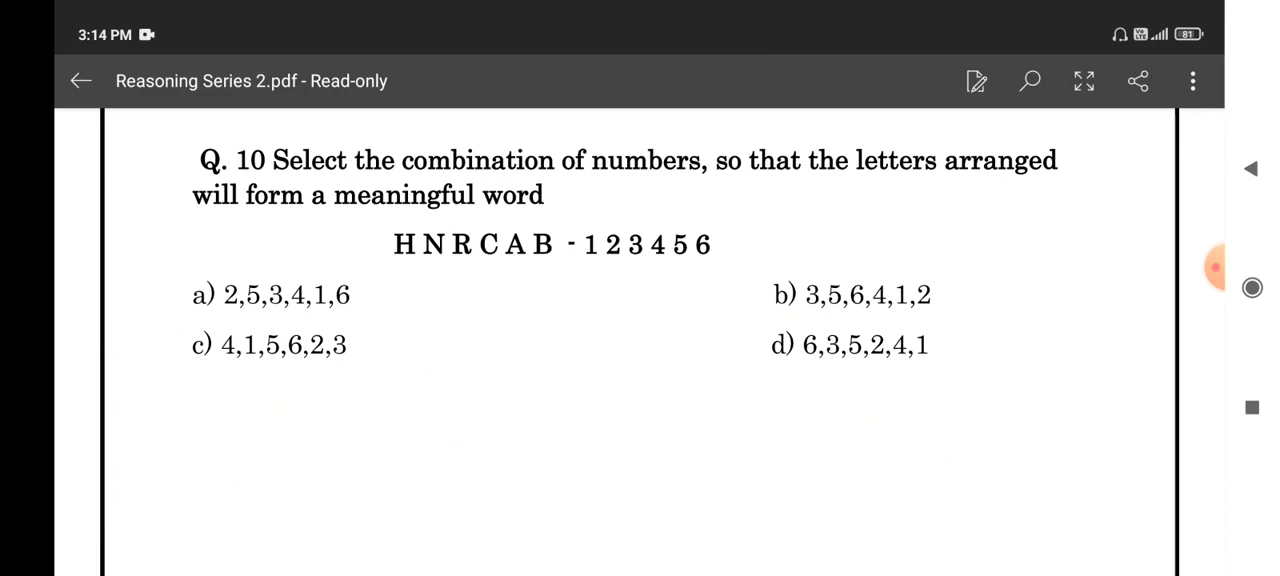 3:14 PM
81
Reasoning Series 2.pdf - Read-only
Q. 10 Select the combination of numbers, so that the letters arranged
will form a meaningful word
H N R C A B - 1 2 3 4 5 6
a) 2,5,3,4,1,6 b) 3,5,6,4,1,2
c) 4,1,5,6,2,3 d) 6,3,5,2,4,1